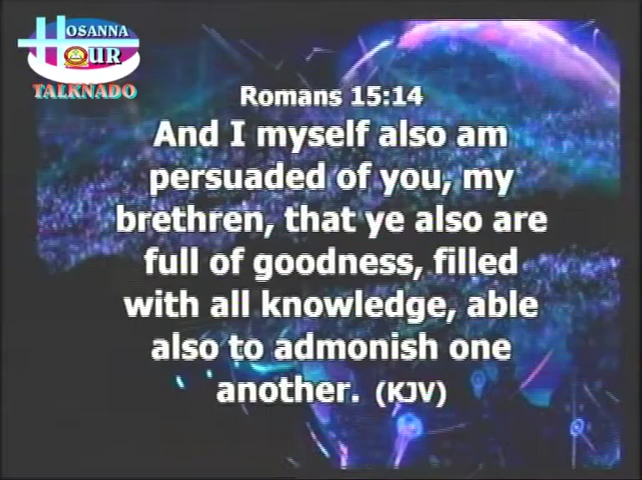 HOSANNA
HOUR
TALKNADO
Romans 15:14
And I myself also am
persuaded of you, my
brethren, that ye also are
full of goodness, filled
with all knowledge, able
also to admonish one
another. (KJV)